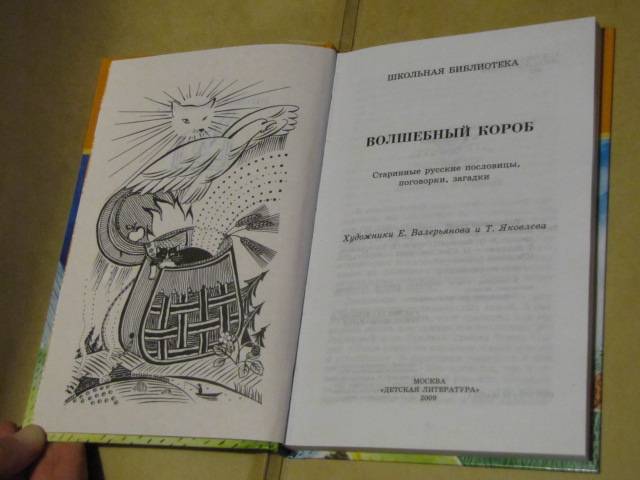 ШКОЛЬНАЯ БИБЛИОТЕКА
ВОЛШЕБНЫЙ КОРОБ
Старинные русские пословицы,
поговорки, загадки
Художники Е. Валерьянова и Т. Яковлева
МОСКВА
«ДЕТСКАЯ ЛИТЕРАТУРА»
2009